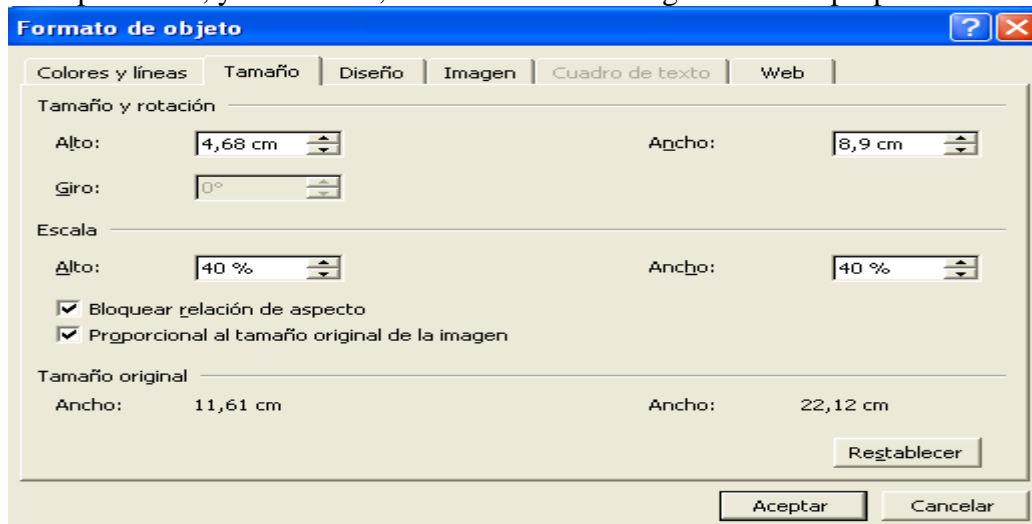 Formato de objeto
Colores y líneas Tamaño Diseño Imagen Cuadro de texto Web
Tamaño y rotación
Alto: 4,68 cm Ancho: 8,9 cm
Giro: 0°
Escala
Alto: 40 % Ancho: 40 %
Bloquear relación de aspecto
Proporcional al tamaño original de la imagen
Tamaño original
Ancho: 11,61 cm Ancho: 22,12 cm
Restablecer
Aceptar Cancelar